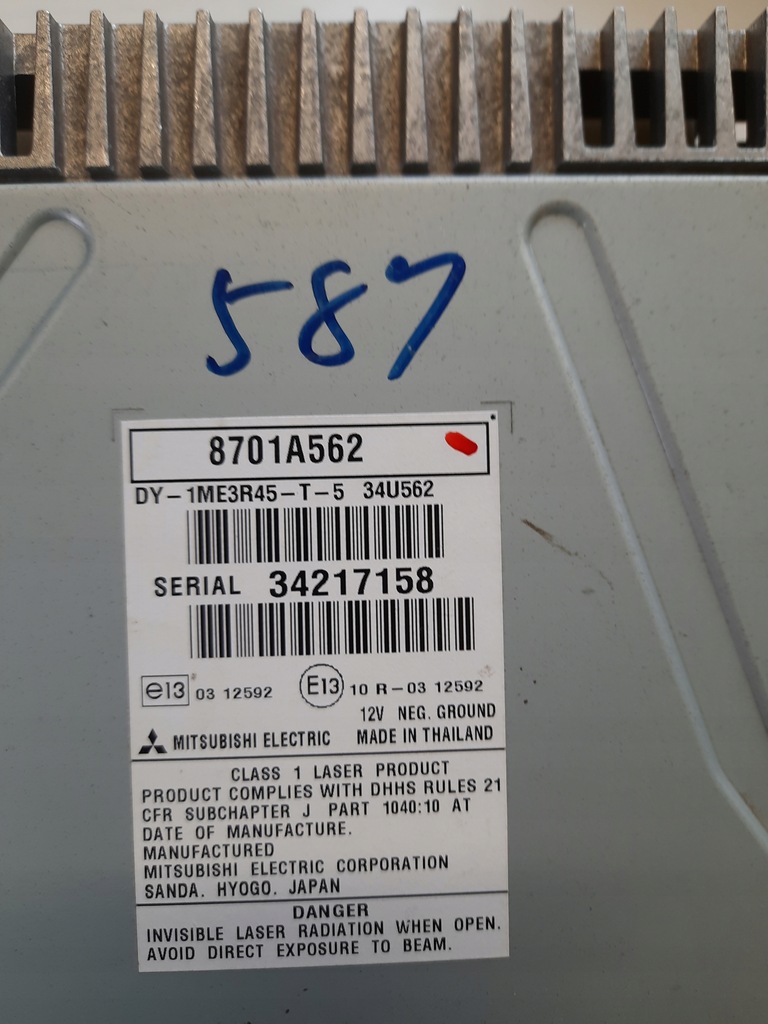 587
8701A562
DY-1ME3R45-T-5 34U562
SERIAL 34217158
e13 03 12592 E13 10 R-03 12592
12V NEG. GROUND
MITSUBISHI ELECTRIC MADE IN THAILAND
CLASS 1 LASER PRODUCT
PRODUCT COMPLIES WITH DHHS RULES 21
CFR SUBCHAPTER J PART 1040:10 AT
DATE OF MANUFACTURE.
MANUFACTURED
MITSUBISHI ELECTRIC CORPORATION
SANDA. HYOGO. JAPAN
DANGER
INVISIBLE LASER RADIATION WHEN OPEN.
AVOID DIRECT EXPOSURE TO BEAM.